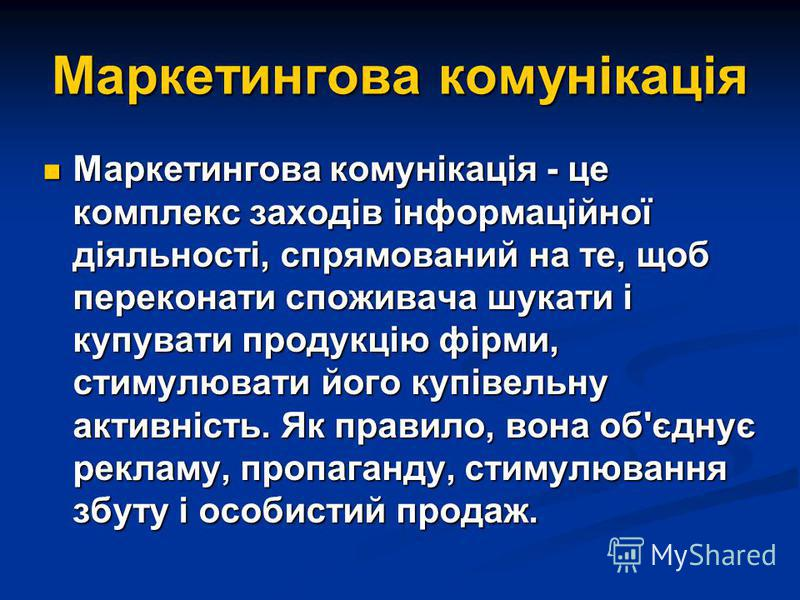 Маркетингова комунікація
Маркетингова комунікація - це
комплекс заходів інформаційної
діяльності, спрямований на те, щоб
переконати споживача шукати і
купувати продукцію фірми,
стимулювати його купівельну
активність. Як правило, вона об'єднує
рекламу, пропаганду, стимулювання
збуту і особистий продаж.
MyShared